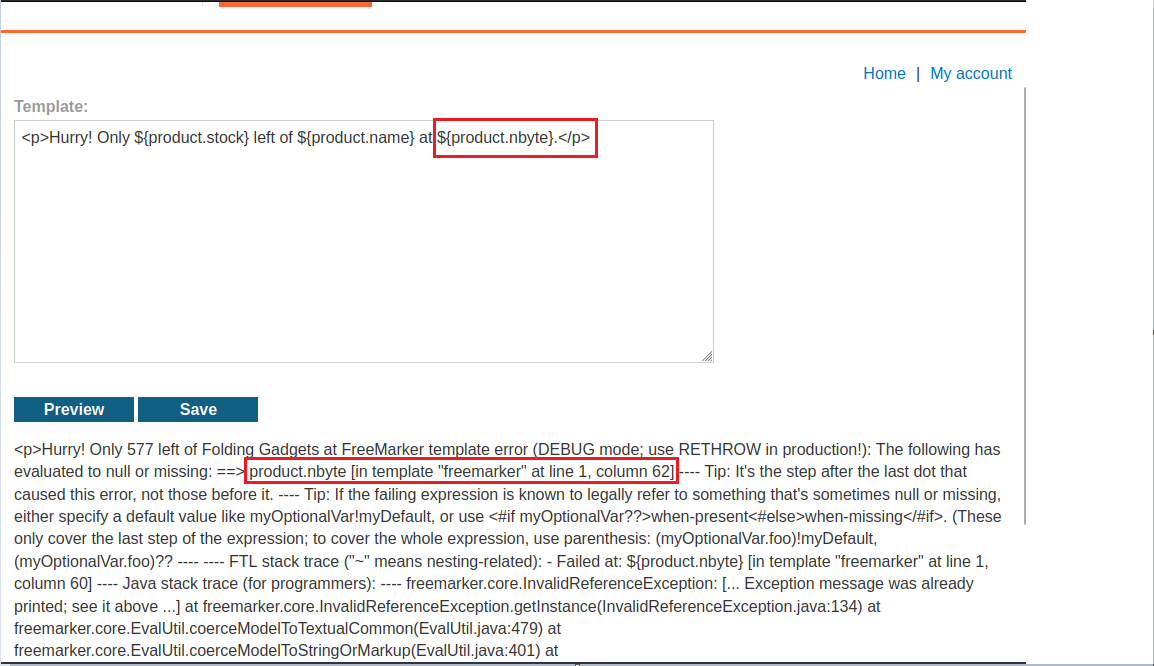 Home | My account
Template:
<p>Hurry! Only ${product.stock} left of ${product.name} at ${product.nbyte}.</p>
Preview Save
<p>Hurry! Only 577 left of Folding Gadgets at FreeMarker template error (DEBUG mode; use RETHROW in production!): The following has
evaluated to null or missing: ==> product.nbyte [in template "freemarker" at line 1, column 62] ---- Tip: It's the step after the last dot that
caused this error, not those before it. ---- Tip: If the failing expression is known to legally refer to something that's sometimes null or missing,
either specify a default value like myOptionalVar!myDefault, or use <#if myOptionalVar??>when-present<#else>when-missing</#if>. (These
only cover the last step of the expression; to cover the whole expression, use parenthesis: (myOptionalVar.foo)!myDefault,
(myOptionalVar.foo)?? ---- ---- FTL stack trace ("~" means nesting-related): - Failed at: ${product.nbyte} [in template "freemarker" at line 1,
column 60] ---- Java stack trace (for programmers): ---- freemarker.core.InvalidReferenceException: [... Exception message was already
printed; see it above ...] at freemarker.core.InvalidReferenceException.getInstance(InvalidReferenceException.java:134) at
freemarker.core.EvalUtil.coerceModelToTextualCommon(EvalUtil.java:479) at
freemarker.core.EvalUtil.coerceModelToStringOrMarkup(EvalUtil.java:401) at